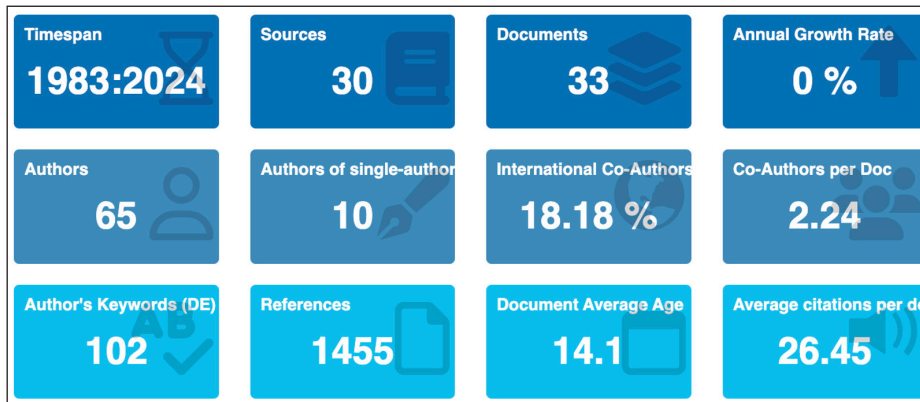 Timespan
1983:2024
Sources
30
Documents
33
Annual Growth Rate
0 %
Authors
65
Authors of single-author
10
International Co-Authors
18.18 %
Co-Authors per Doc
2.24
Author's Keywords (DE)
102
AB
References
1455
Document Average Age
14.1
Average citations per do
26.45